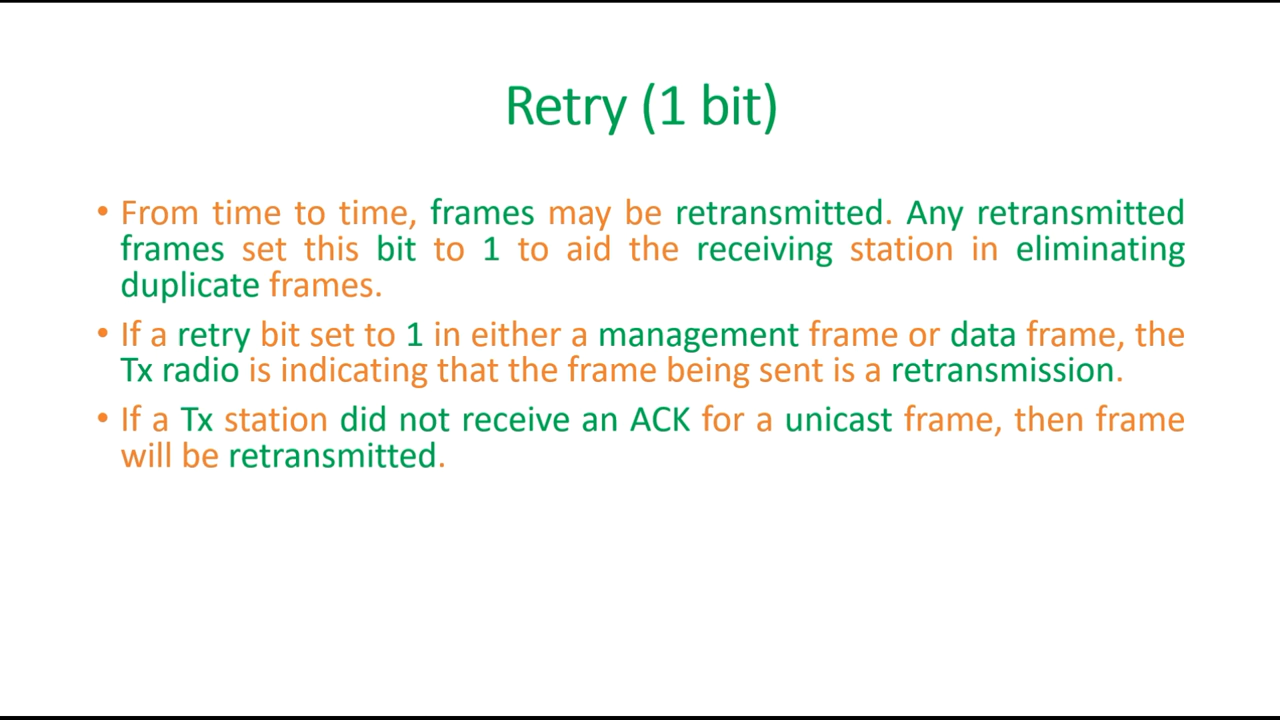 Retry (1 bit)
• From time to time, frames may be retransmitted. Any retransmitted
frames set this bit to 1 to aid the receiving station in eliminating
duplicate frames.
• If a retry bit set to 1 in either a management frame or data frame, the
Tx radio is indicating that the frame being sent is a retransmission.
• If a Tx station did not receive an ACK for a unicast frame, then frame
will be retransmitted.